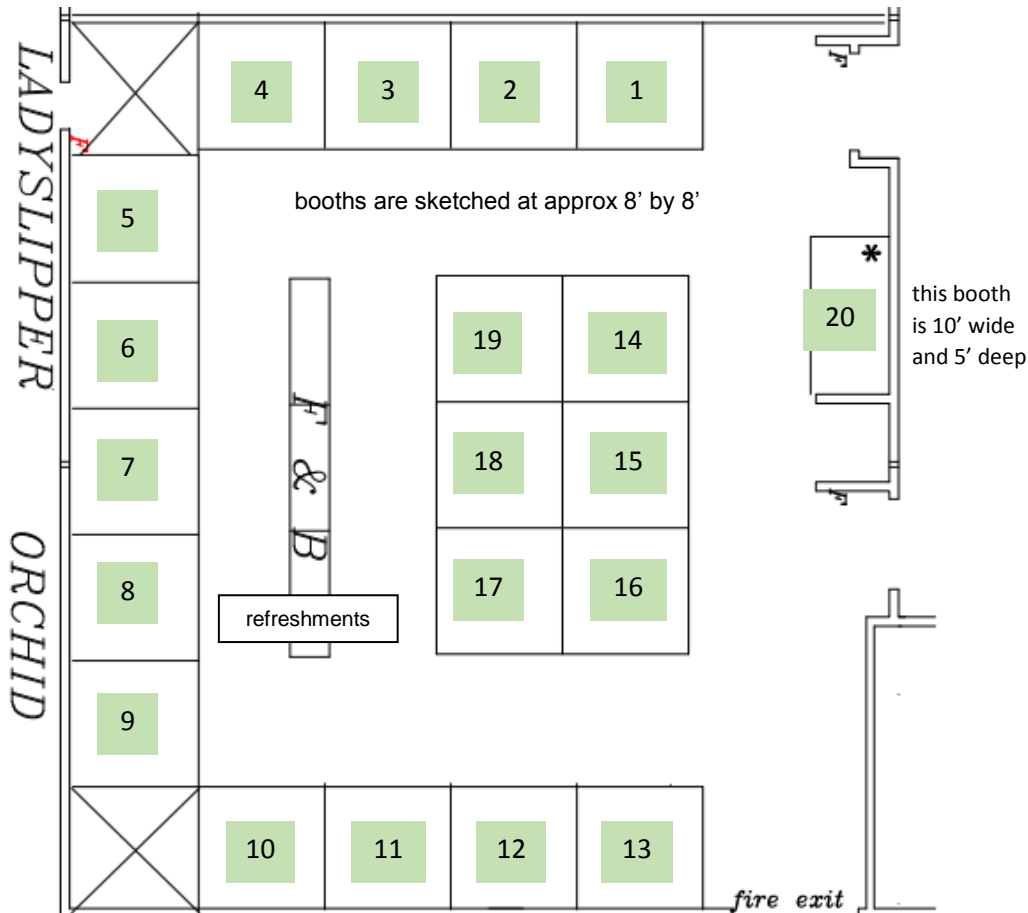 LADYSLIPPER
ORCHID
4
3
2
1
F
F
booths are sketched at approx 8’ by 8’
5
6
7
8
9
F & B
refreshments
19
14
18
15
17
16
*
20
this booth
is 10’ wide
and 5’ deep
F
10
11
12
13
fire exit